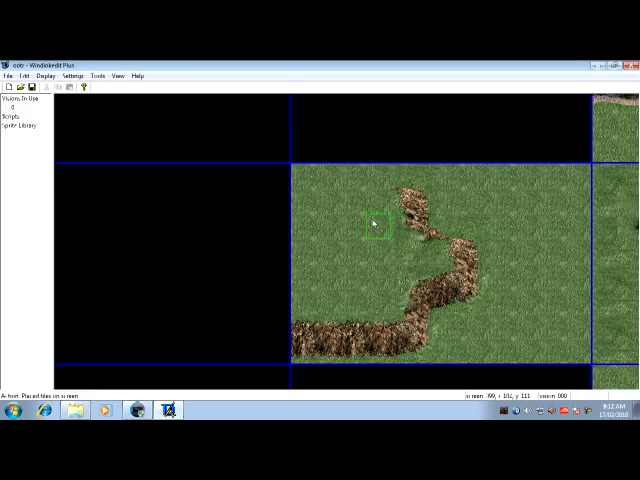 ootr - Windinkedit Plus
File Edit Display Settings Tools View Help
Visions In Use
0
Scripts
Sprite Library
Action: Placed tiles on screen
vision: 000
9:12 AM
17/02/2010